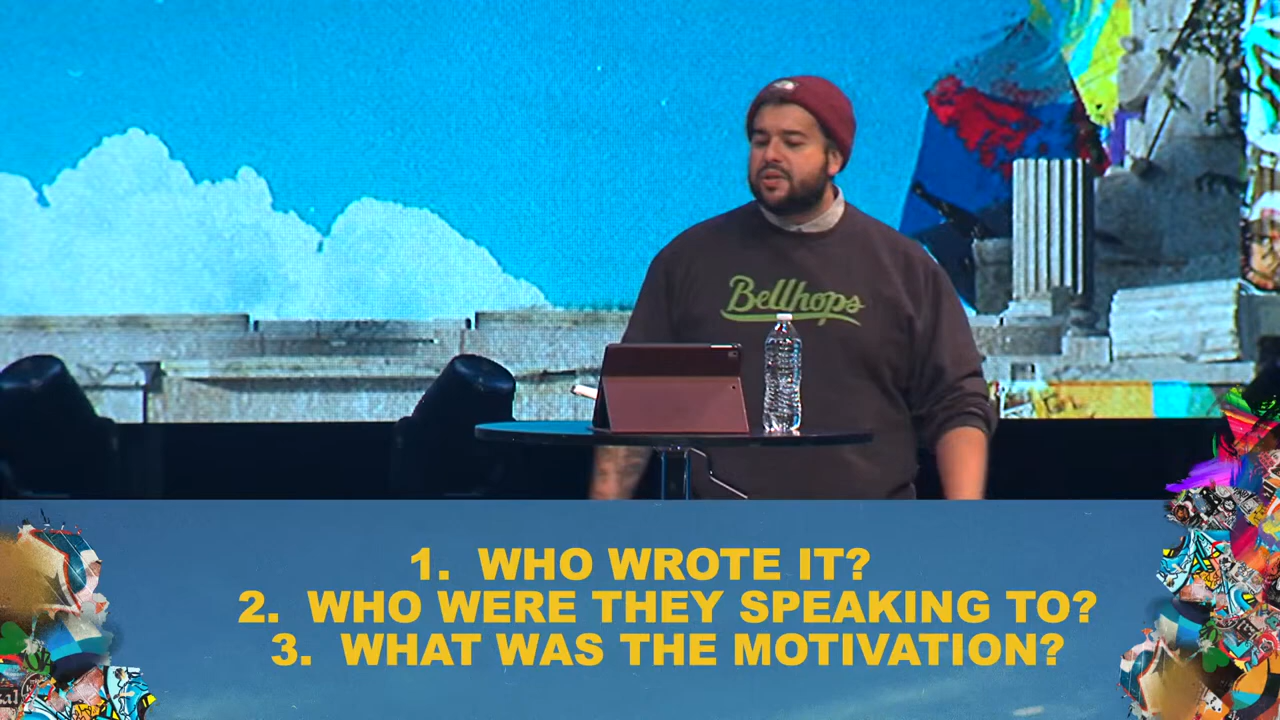 Bellhops
1. WHO WROTE IT?
2. WHO WERE THEY SPEAKING TO?
3. WHAT WAS THE MOTIVATION?